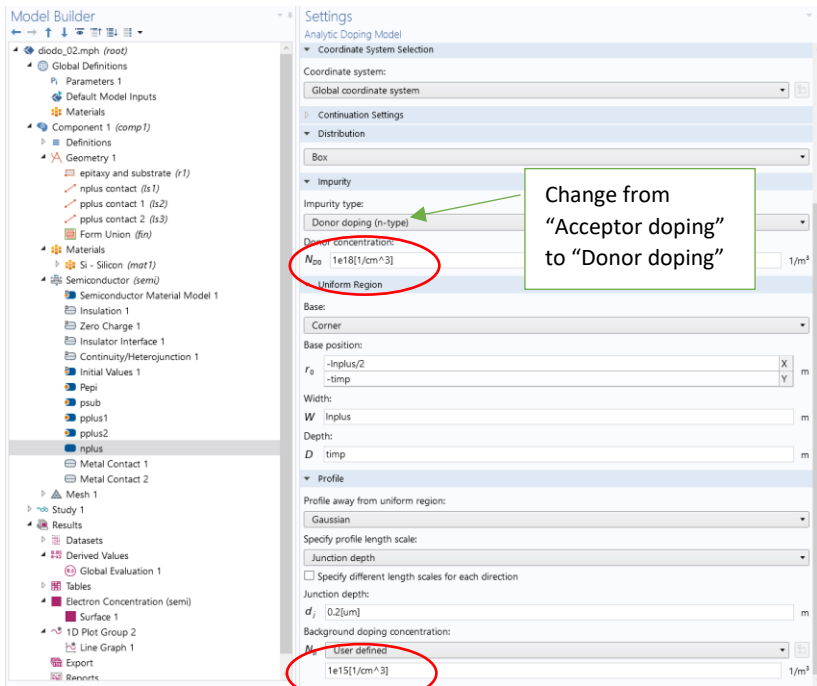 Model Builder
diodo_02.mph (root)
Global Definitions
Pi Parameters 1
Default Model Inputs
Materials
Component 1 (comp1)
Definitions
Geometry 1
epitaxy and substrate (r1)
nplus contact (ls1)
pplus contact 1 (ls2)
pplus contact 2 (ls3)
Form Union (fin)
Materials
Si - Silicon (mat1)
Semiconductor (semi)
Semiconductor Material Model 1
Insulation 1
Zero Charge 1
Insulator Interface 1
Continuity/Heterojunction 1
Initial Values 1
Pepi
psub
pplus1
pplus2
nplus
Metal Contact 1
Metal Contact 2
Mesh 1
Study 1
Results
Datasets
Derived Values
Global Evaluation 1
Tables
Electron Concentration (semi)
Surface 1
1D Plot Group 2
Line Graph 1
Export
Reports
Settings
Analytic Doping Model
Coordinate System Selection
Coordinate system:
Global coordinate system
Continuation Settings
Distribution
Box
Impurity
Impurity type:
Donor doping (n-type)
Donor concentration:
N_D0 1e18[1/cm^3] 1/m³
Uniform Region
Base:
Corner
Base position:
r₀ -lnplus/2 X m
-timp Y
Width:
W lnplus m
Depth:
D timp m
Profile
Profile away from uniform region:
Gaussian
Specify profile length scale:
Junction depth
Specify different length scales for each direction
Junction depth:
d_j 0.2[um] m
Background doping concentration:
User defined
1e15[1/cm^3] 1/m³
Change from
“Acceptor doping”
to “Donor doping”